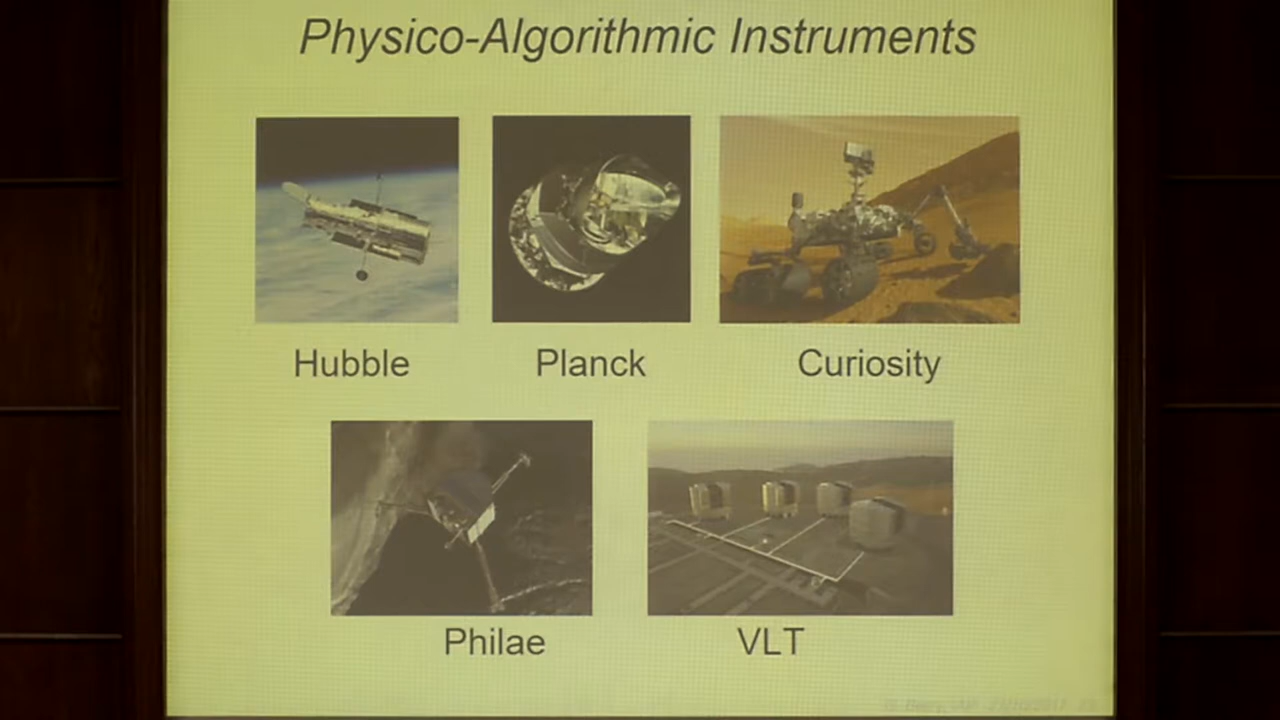 Physico-Algorithmic Instruments
Hubble
Planck
Curiosity
Philae
VLT